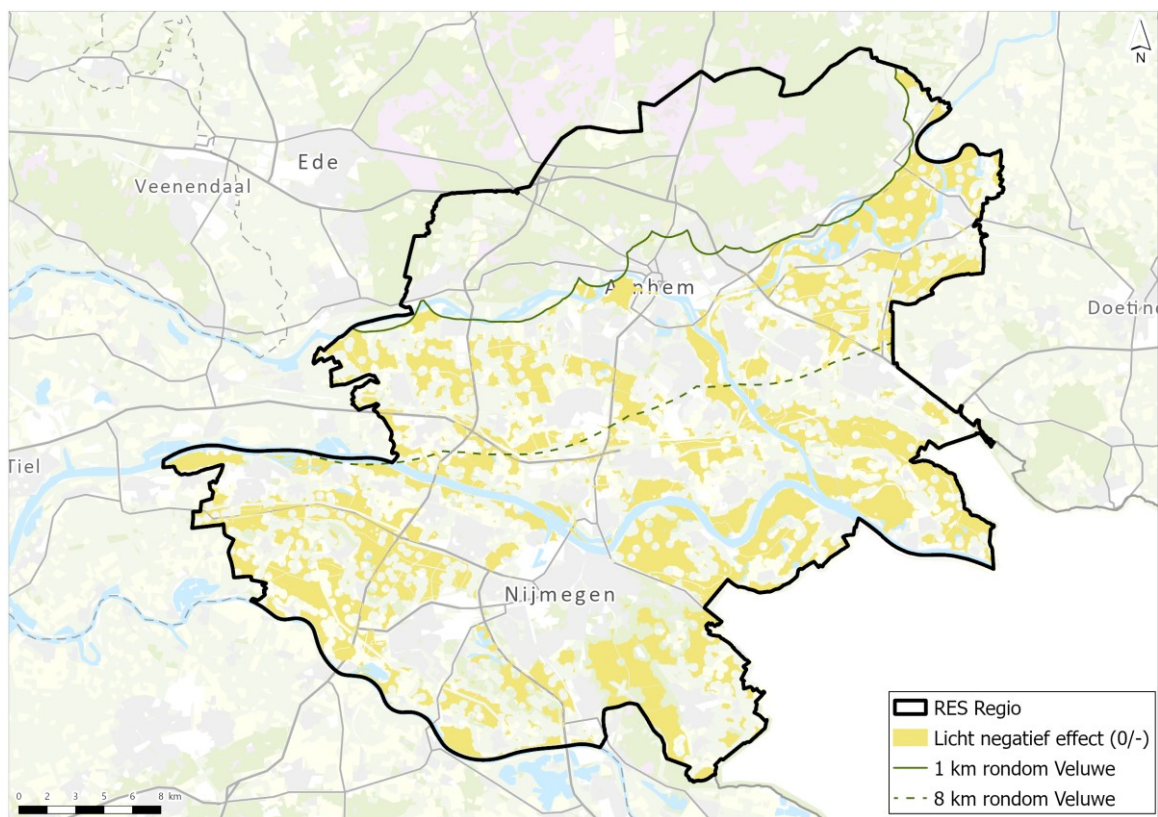 N
Ede
Veenendaal
Arnhem
Doetinc
Tiel
Nijmegen
RES Regio
Licht negatief effect (0/-)
1 km rondom Veluwe
8 km rondom Veluwe
0 2 3 5 6 8 km